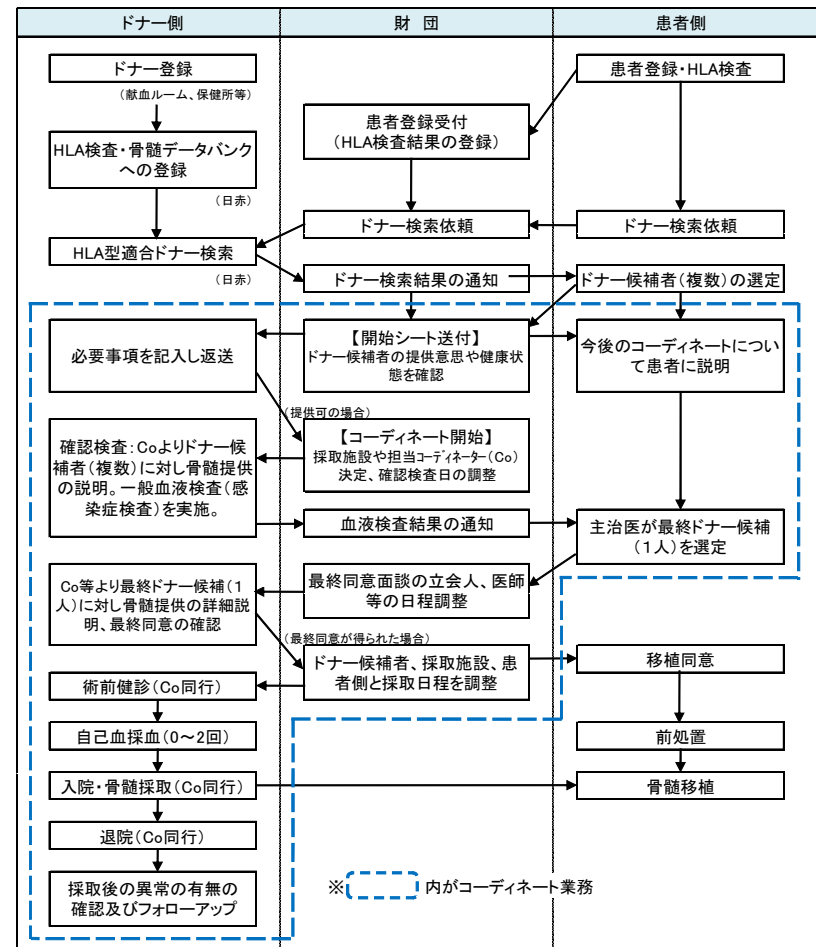 ドナー側
財 団
患者側
ドナー登録
(献血ルーム、保健所等)
患者登録・HLA検査
患者登録受付
(HLA検査結果の登録)
HLA検査・骨髄データバンク
への登録
(日赤)
ドナー検索依頼
ドナー検索依頼
HLA型適合ドナー検索
(日赤)
ドナー検索結果の通知
ドナー候補者(複数)の選定
必要事項を記入し返送
【開始シート送付】
ドナー候補者の提供意思や健康状
態を確認
今後のコーディネートについ
て患者に説明
(提供可の場合)
【コーディネート開始】
採取施設や担当コーディネーター(Co)
決定、確認検査日の調整
確認検査:Coよりドナー候
補者(複数)に対し骨髄提供
の説明。一般血液検査(感
染症検査)を実施。
血液検査結果の通知
主治医が最終ドナー候補
(1人)を選定
最終同意面談の立会人、医師
等の日程調整
Co等より最終ドナー候補(1
人)に対し骨髄提供の詳細説
明、最終同意の確認
(最終同意が得られた場合)
ドナー候補者、採取施設、患
者側と採取日程を調整
移植同意
術前健診(Co同行)
自己血採血(0~2回)
前処置
入院・骨髄採取(Co同行)
骨髄移植
退院(Co同行)
採取後の異常の有無の
確認及びフォローアップ
※ 内がコーディネート業務